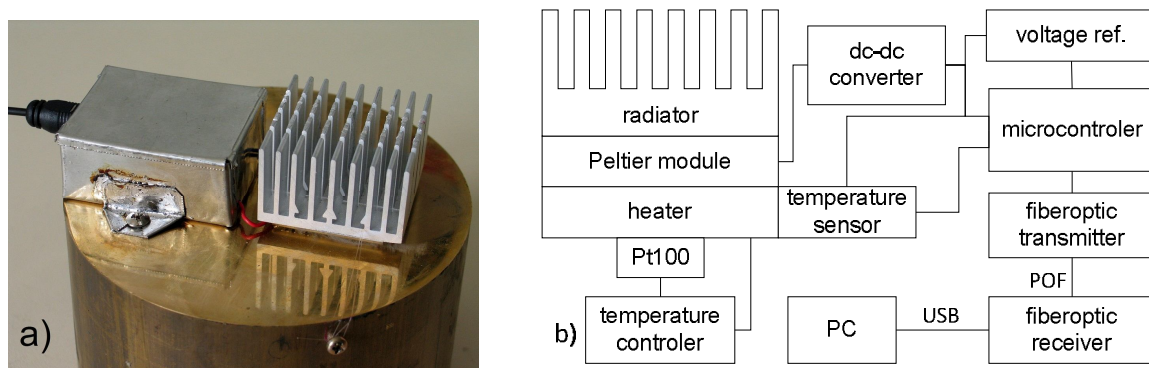 a)
b)
radiator
Peltier module
heater
Pt100
temperature
controler
dc-dc
converter
temperature
sensor
voltage ref.
microcontroler
fiberoptic
transmitter
POF
fiberoptic
receiver
USB
PC